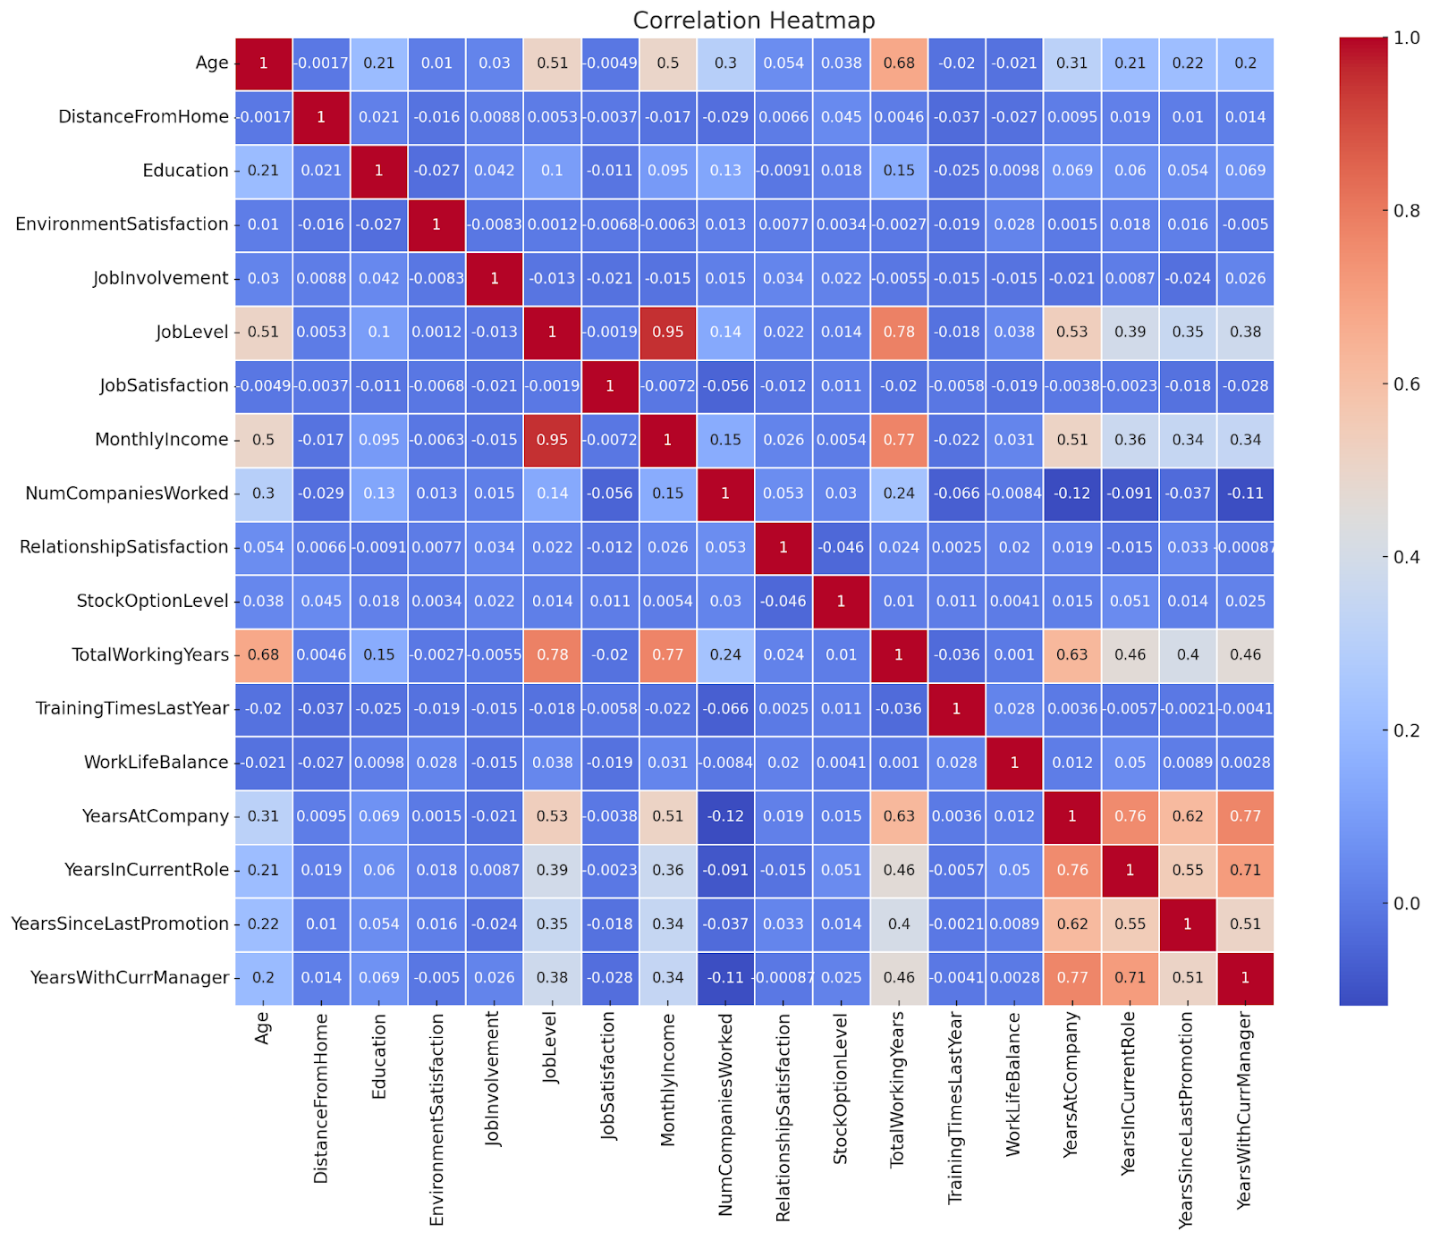 Correlation Heatmap
Age 1 -0.0017 0.21 0.01 0.03 0.51 -0.0049 0.5 0.3 0.054 0.038 0.68 -0.02 -0.021 0.31 0.21 0.22 0.2
DistanceFromHome -0.0017 1 0.021 -0.016 0.0088 0.0053 -0.0037 -0.017 -0.029 0.0066 0.045 0.0046 -0.037 -0.027 0.0095 0.019 0.01 0.014
Education 0.21 0.021 1 -0.027 0.042 0.1 -0.011 0.095 0.13 -0.0091 0.018 0.15 -0.025 0.0098 0.069 0.06 0.054 0.069
EnvironmentSatisfaction 0.01 -0.016 -0.027 1 -0.0083 0.0012 -0.0068 -0.0063 0.013 0.0077 0.0034 -0.0027 -0.019 0.028 0.0015 0.018 0.016 -0.005
JobInvolvement 0.03 0.0088 0.042 -0.0083 1 -0.013 -0.021 -0.015 0.015 0.034 0.022 -0.0055 -0.015 -0.015 -0.021 0.0087 -0.024 0.026
JobLevel 0.51 0.0053 0.1 0.0012 -0.013 1 -0.0019 0.95 0.14 0.022 0.014 0.78 -0.018 0.038 0.53 0.39 0.35 0.38
JobSatisfaction -0.0049 -0.0037 -0.011 -0.0068 -0.021 -0.0019 1 -0.0072 -0.056 -0.012 0.011 -0.02 -0.0058 -0.019 -0.0038 -0.0023 -0.018 -0.028
MonthlyIncome 0.5 -0.017 0.095 -0.0063 -0.015 0.95 -0.0072 1 0.15 0.026 0.0054 0.77 -0.022 0.031 0.51 0.36 0.34 0.34
NumCompaniesWorked 0.3 -0.029 0.13 0.013 0.015 0.14 -0.056 0.15 1 0.053 0.03 0.24 -0.066 -0.0084 -0.12 -0.091 -0.037 -0.11
RelationshipSatisfaction 0.054 0.0066 -0.0091 0.0077 0.034 0.022 -0.012 0.026 0.053 1 -0.046 0.024 0.0025 0.02 0.019 -0.015 0.033 -0.00087
StockOptionLevel 0.038 0.045 0.018 0.0034 0.022 0.014 0.011 0.0054 0.03 -0.046 1 0.01 0.011 0.0041 0.015 0.051 0.014 0.025
TotalWorkingYears 0.68 0.0046 0.15 -0.0027 -0.0055 0.78 -0.02 0.77 0.24 0.024 0.01 1 -0.036 0.001 0.63 0.46 0.4 0.46
TrainingTimesLastYear -0.02 -0.037 -0.025 -0.019 -0.015 -0.018 -0.0058 -0.022 -0.066 0.0025 0.011 -0.036 1 0.028 0.0036 -0.0057 -0.0021 -0.0041
WorkLifeBalance -0.021 -0.027 0.0098 0.028 -0.015 0.038 -0.019 0.031 -0.0084 0.02 0.0041 0.001 0.028 1 0.012 0.05 0.0089 0.0028
YearsAtCompany 0.31 0.0095 0.069 0.0015 -0.021 0.53 -0.0038 0.51 -0.12 0.019 0.015 0.63 0.0036 0.012 1 0.76 0.62 0.77
YearsInCurrentRole 0.21 0.019 0.06 0.018 0.0087 0.39 -0.0023 0.36 -0.091 -0.015 0.051 0.46 -0.0057 0.05 0.76 1 0.55 0.71
YearsSinceLastPromotion 0.22 0.01 0.054 0.016 -0.024 0.35 -0.018 0.34 -0.037 0.033 0.014 0.4 -0.0021 0.0089 0.62 0.55 1 0.51
YearsWithCurrManager 0.2 0.014 0.069 -0.005 0.026 0.38 -0.028 0.34 -0.11 -0.00087 0.025 0.46 -0.0041 0.0028 0.77 0.71 0.51 1
Age
DistanceFromHome
Education
EnvironmentSatisfaction
JobInvolvement
JobLevel
JobSatisfaction
MonthlyIncome
NumCompaniesWorked
RelationshipSatisfaction
StockOptionLevel
TotalWorkingYears
TrainingTimesLastYear
WorkLifeBalance
YearsAtCompany
YearsInCurrentRole
YearsSinceLastPromotion
YearsWithCurrManager
1.0
0.8
0.6
0.4
0.2
0.0